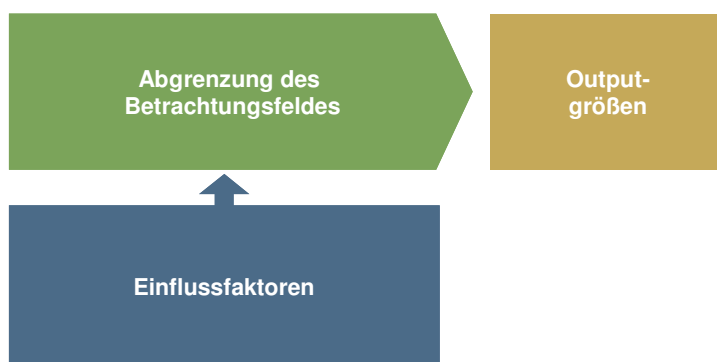 Abgrenzung des
Betrachtungsfeldes
Output-
größen
Einflussfaktoren